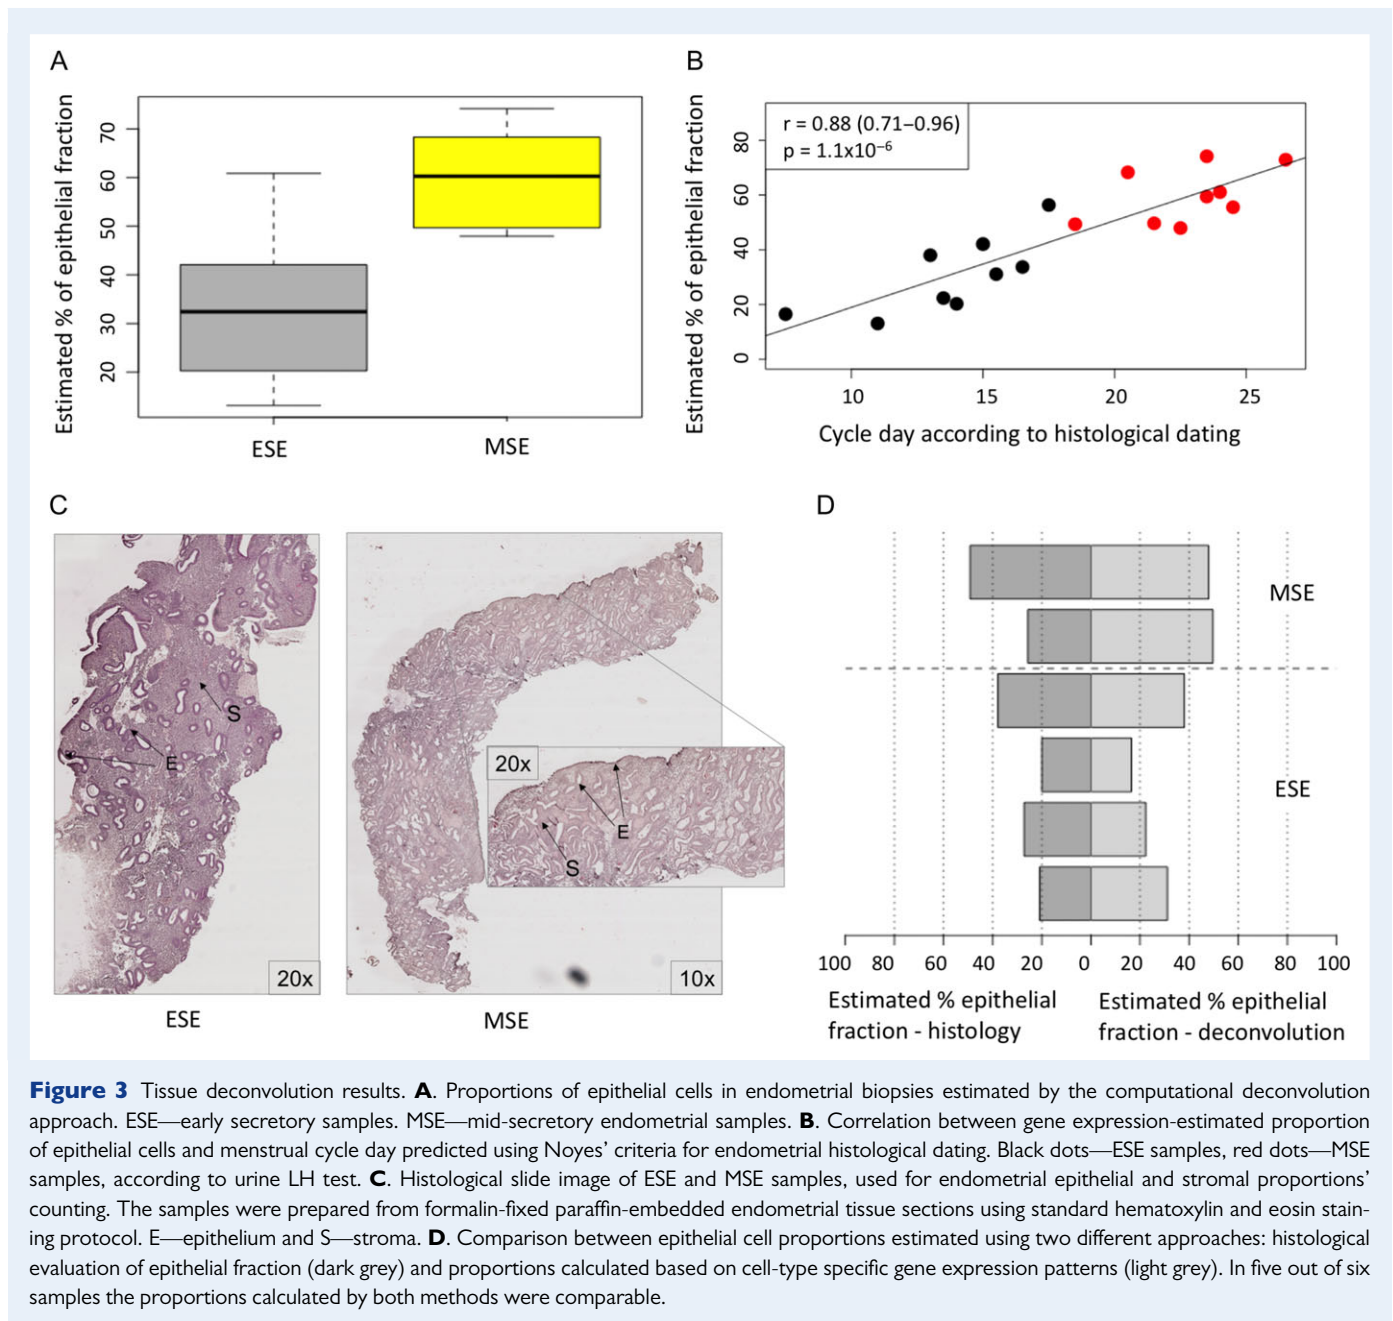 A
Estimated % of epithelial fraction
70
60
50
40
30
20
ESE
MSE
B
Estimated % of epithelial fraction
r = 0.88 (0.71–0.96)
p = 1.1x10⁻⁶
80
60
40
20
0
10 15 20 25
Cycle day according to histological dating
C
S
E
20x
ESE
20x
E
S
10x
MSE
D
MSE
ESE
100 80 60 40 20 0 20 40 60 80 100
Estimated % epithelial
fraction - histology
Estimated % epithelial
fraction - deconvolution
Figure 3 Tissue deconvolution results. A. Proportions of epithelial cells in endometrial biopsies estimated by the computational deconvolution
approach. ESE—early secretory samples. MSE—mid-secretory endometrial samples. B. Correlation between gene expression-estimated proportion
of epithelial cells and menstrual cycle day predicted using Noyes’ criteria for endometrial histological dating. Black dots—ESE samples, red dots—MSE
samples, according to urine LH test. C. Histological slide image of ESE and MSE samples, used for endometrial epithelial and stromal proportions’
counting. The samples were prepared from formalin-fixed paraffin-embedded endometrial tissue sections using standard hematoxylin and eosin stain-
ing protocol. E—epithelium and S—stroma. D. Comparison between epithelial cell proportions estimated using two different approaches: histological
evaluation of epithelial fraction (dark grey) and proportions calculated based on cell-type specific gene expression patterns (light grey). In five out of six
samples the proportions calculated by both methods were comparable.